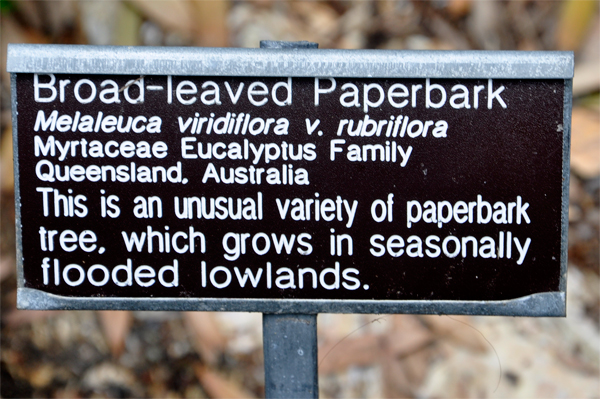 Broad-leaved Paperbark
Melaleuca viridiflora v. rubriflora
Myrtaceae Eucalyptus Family
Queensland, Australia
This is an unusual variety of paperbark
tree, which grows in seasonally
flooded lowlands.